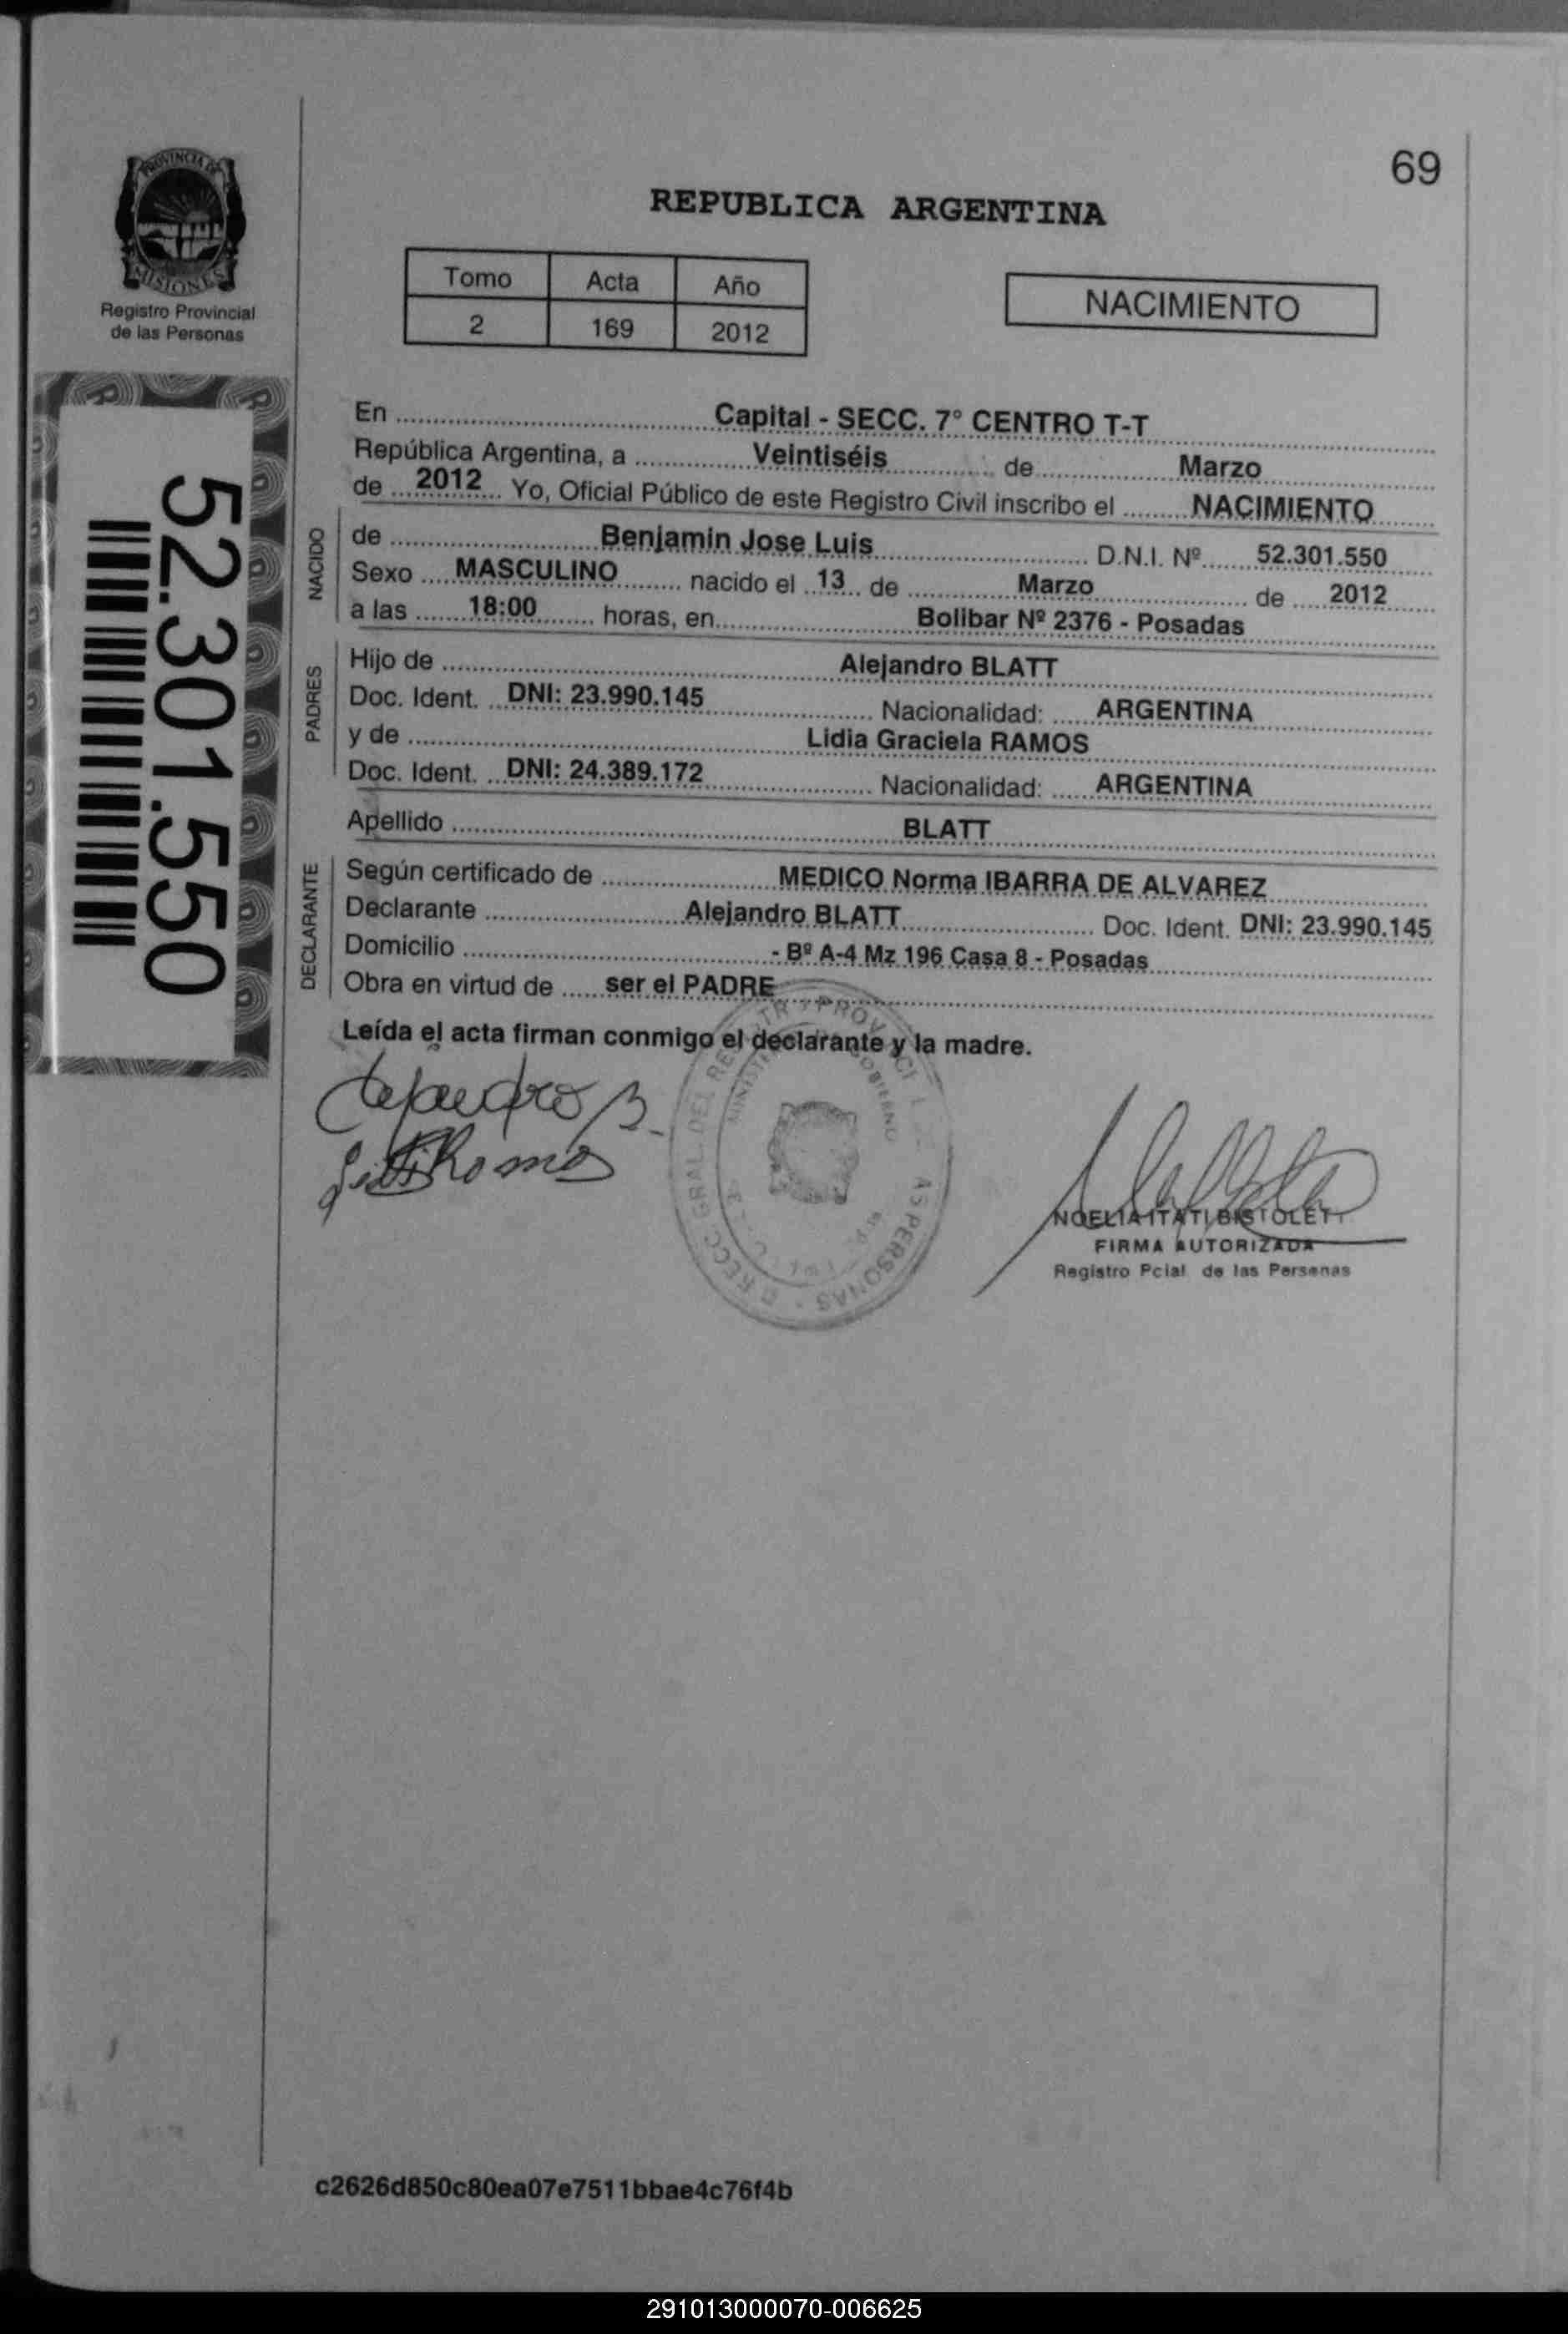 69
PROVINCIA DE
MISIONES
Registro Provincial
de las Personas
REPUBLICA ARGENTINA
Tomo Acta Año
2 169 2012
NACIMIENTO
52.301.550
En Capital - SECC. 7° CENTRO T-T
República Argentina, a Veintiséis de Marzo
de 2012 Yo, Oficial Público de este Registro Civil inscribo el NACIMIENTO
NACIDO
de Benjamin Jose Luis D.N.I. Nº 52.301.550
Sexo MASCULINO nacido el 13 de Marzo de 2012
a las 18:00 horas, en Bolibar Nº 2376 - Posadas
PADRES
Hijo de Alejandro BLATT
Doc. Ident. DNI: 23.990.145 Nacionalidad: ARGENTINA
y de Lidia Graciela RAMOS
Doc. Ident. DNI: 24.389.172 Nacionalidad: ARGENTINA
Apellido BLATT
DECLARANTE
Según certificado de MEDICO Norma IBARRA DE ALVAREZ
Declarante Alejandro BLATT Doc. Ident. DNI: 23.990.145
Domicilio - Bº A-4 Mz 196 Casa 8 - Posadas
Obra en virtud de ser el PADRE
Leída el acta firman conmigo el declarante y la madre.
Alejandro B.
Ramos
NOELIA ITATI BISTOLETTI
FIRMA AUTORIZADA
Registro Pcial de las Personas
c2626d850c80ea07e7511bbae4c76f4b
291013000070-006625